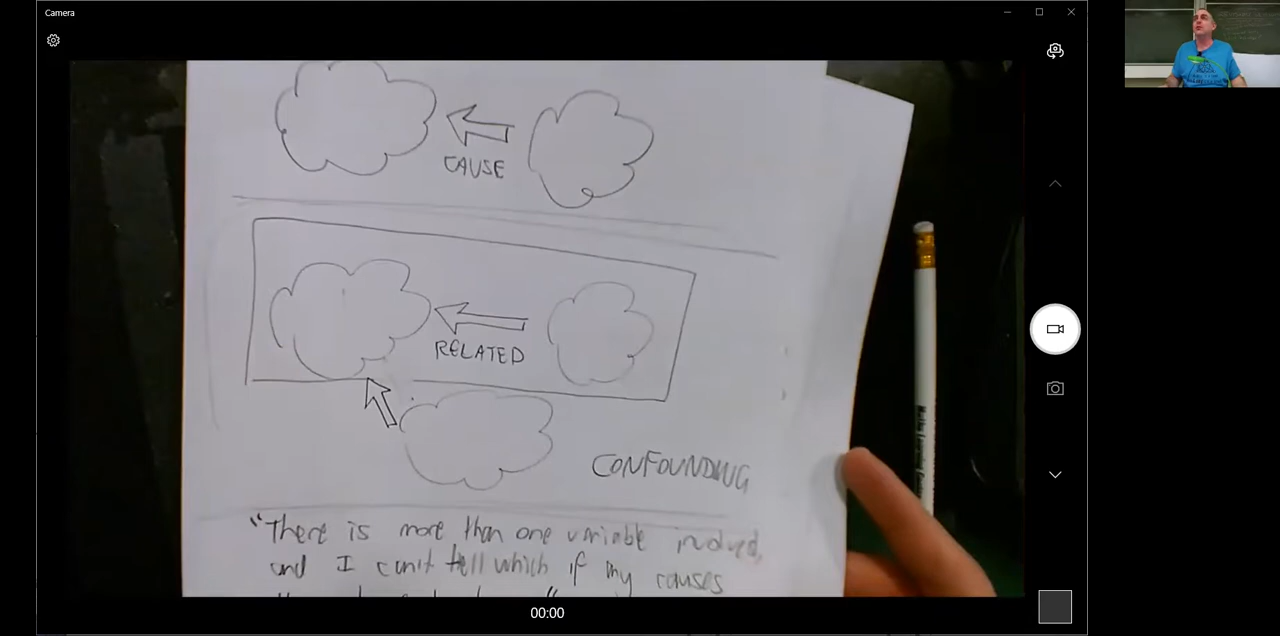 Camera
CAUSE
RELATED
CONFOUNDING
"There is more than one variable involved,
and I can't tell which if my causes
00:00